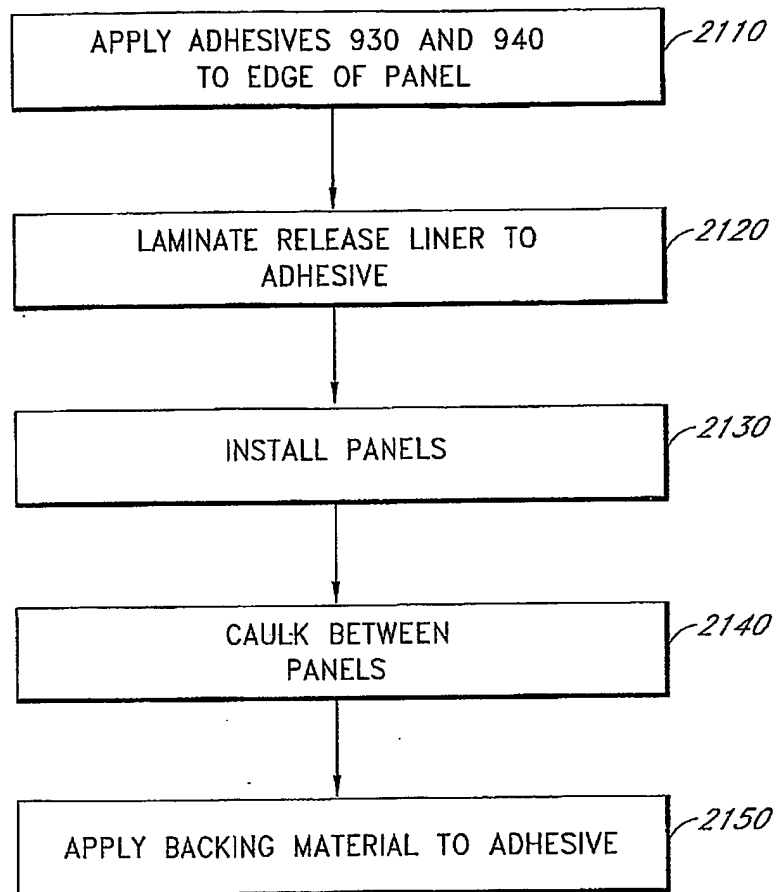 APPLY ADHESIVES 930 AND 940
TO EDGE OF PANEL
2110
LAMINATE RELEASE LINER TO
ADHESIVE
2120
INSTALL PANELS
2130
CAULK BETWEEN
PANELS
2140
APPLY BACKING MATERIAL TO ADHESIVE
2150